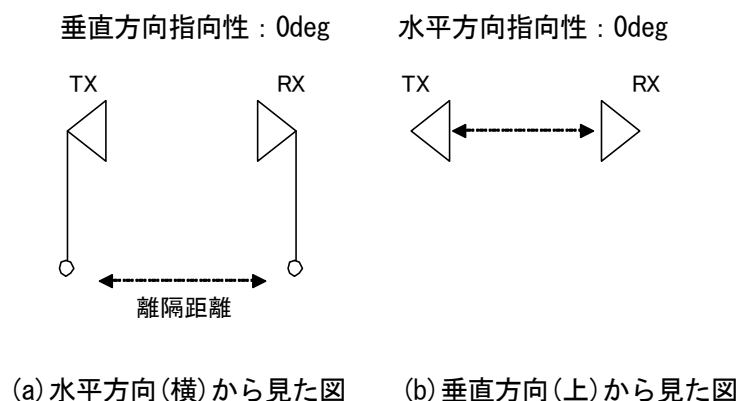 垂直方向指向性：0deg
水平方向指向性：0deg
TX
RX
TX
RX
離隔距離
(a)水平方向(横)から見た図
(b)垂直方向(上)から見た図